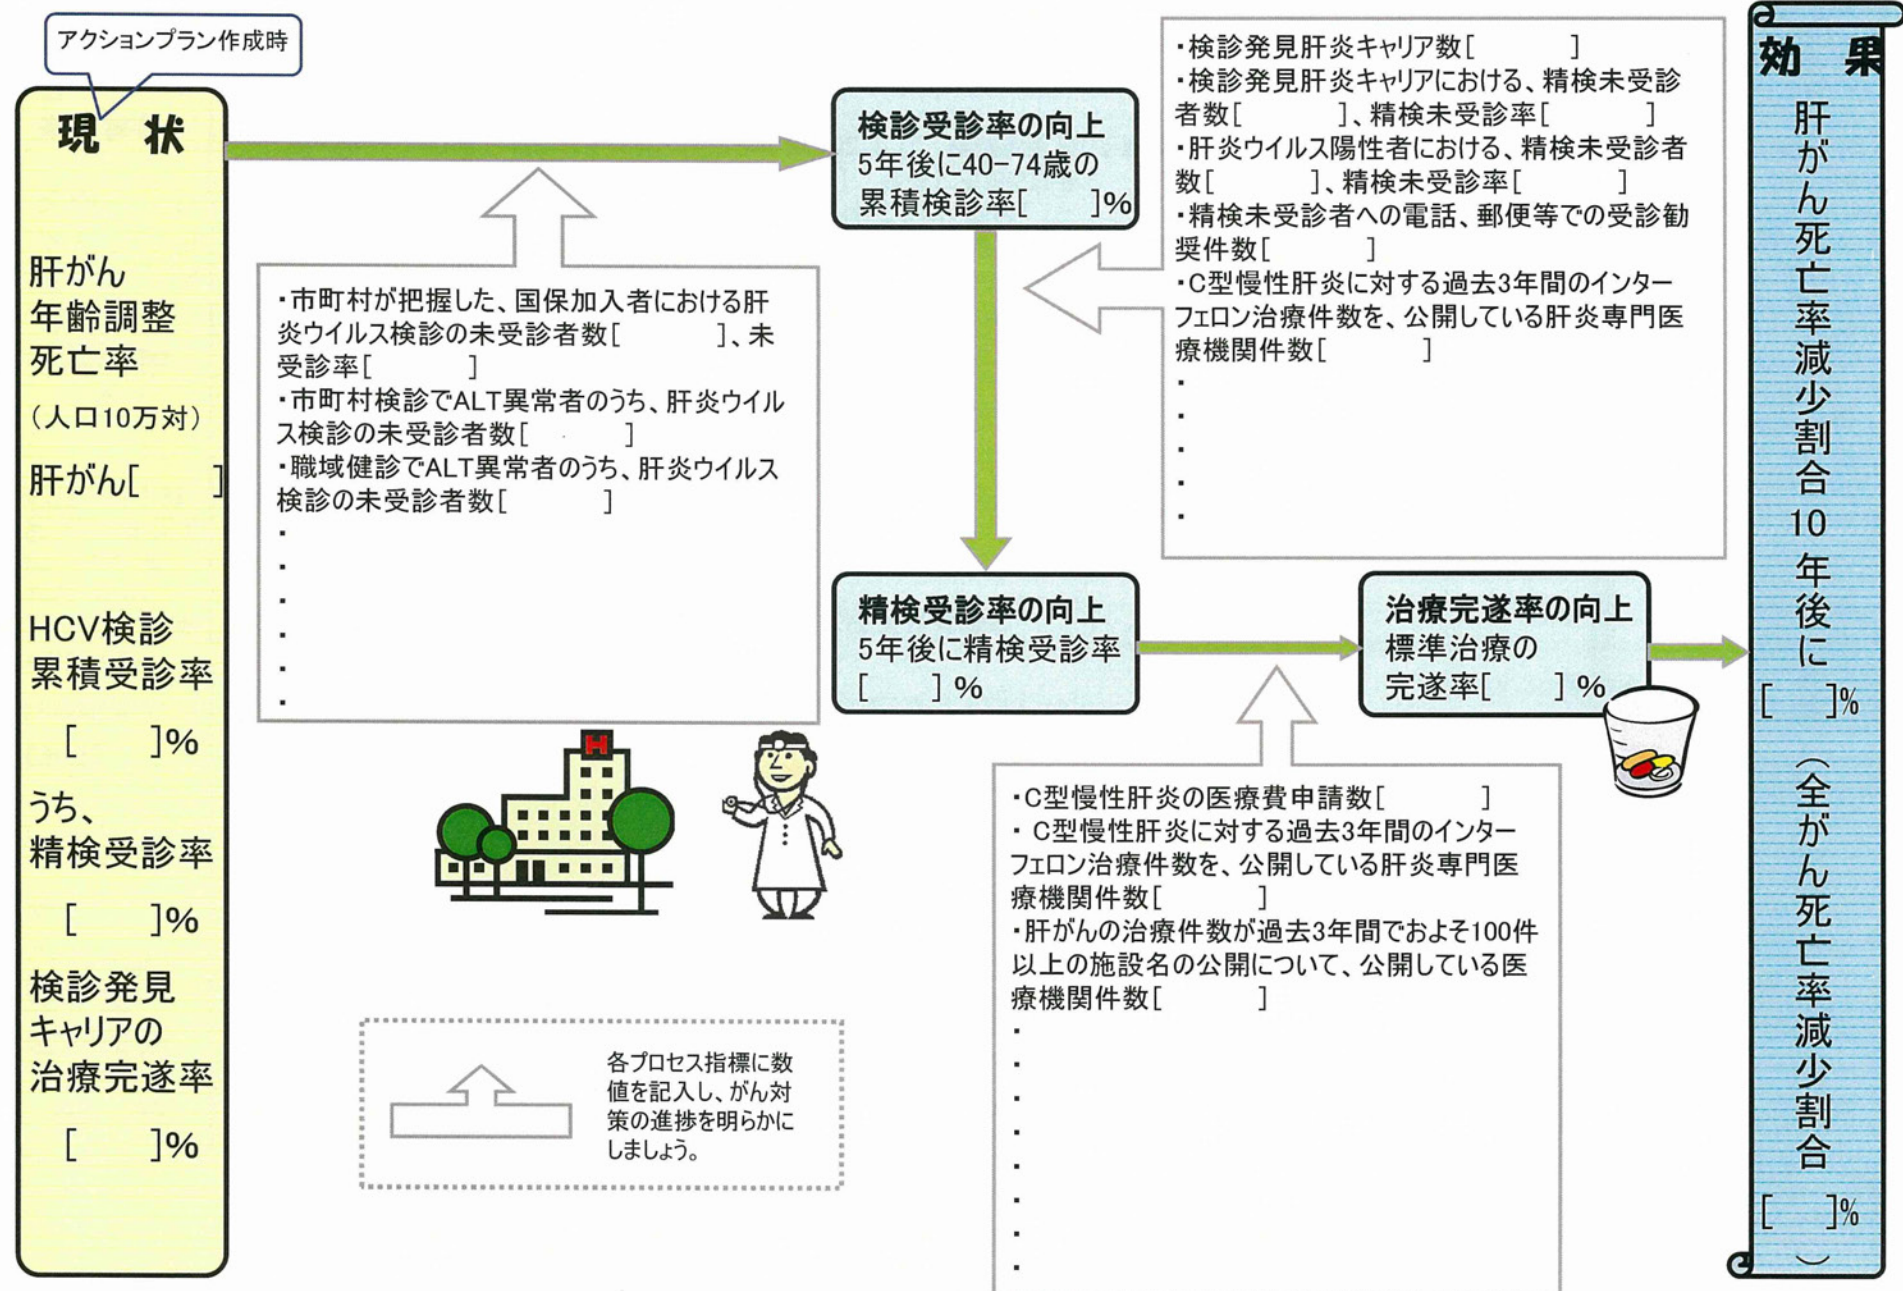 アクションプラン作成時
現 状
肝がん
年齢調整
死亡率
(人口10万対)
肝がん[ ]
HCV検診
累積受診率
[ ]%
うち、
精検受診率
[ ]%
検診発見
キャリアの
治療完遂率
[ ]%
検診受診率の向上
5年後に40-74歳の
累積検診率[ ]%
・市町村が把握した、国保加入者における肝
炎ウイルス検診の未受診者数[ ]、未
受診率[ ]
・市町村検診でALT異常者のうち、肝炎ウイル
ス検診の未受診者数[ ]
・職域健診でALT異常者のうち、肝炎ウイルス
検診の未受診者数[ ]
・
・
・
・
・
・
・検診発見肝炎キャリア数[ ]
・検診発見肝炎キャリアにおける、精検未受診
者数[ ]、精検未受診率[ ]
・肝炎ウイルス陽性者における、精検未受診者
数[ ]、精検未受診率[ ]
・精検未受診者への電話、郵便等での受診勧
奨件数[ ]
・C型慢性肝炎に対する過去3年間のインター
フェロン治療件数を、公開している肝炎専門医
療機関件数[ ]
・
・
・
・
・
精検受診率の向上
5年後に精検受診率
[ ] %
治療完遂率の向上
標準治療の
完遂率[ ] %
H
・C型慢性肝炎の医療費申請数[ ]
・ C型慢性肝炎に対する過去3年間のインター
フェロン治療件数を、公開している肝炎専門医
療機関件数[ ]
・肝がんの治療件数が過去3年間でおよそ100件
以上の施設名の公開について、公開している医
療機関件数[ ]
・
・
・
・
・
・
・
・
各プロセス指標に数
値を記入し、がん対
策の進捗を明らかに
しましょう。
効 果
肝がん死亡率減少割合10年後に[ ]%(全がん死亡率減少割合[ ]%)